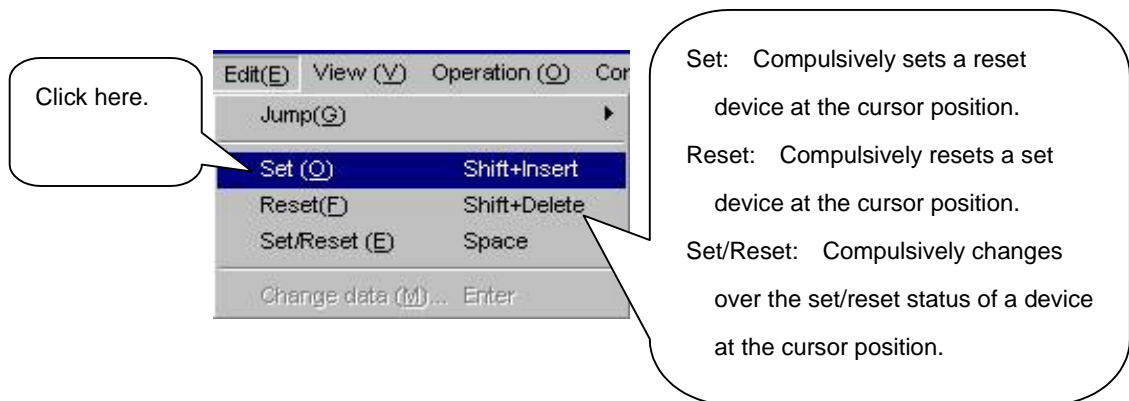 Click here.
Edit(E) View (V) Operation (O) Cor
Jump(G)
Set (O) Shift+Insert
Reset(F) Shift+Delete
Set/Reset (E) Space
Change data (M)... Enter
Set: Compulsively sets a reset
device at the cursor position.
Reset: Compulsively resets a set
device at the cursor position.
Set/Reset: Compulsively changes
over the set/reset status of a device
at the cursor position.